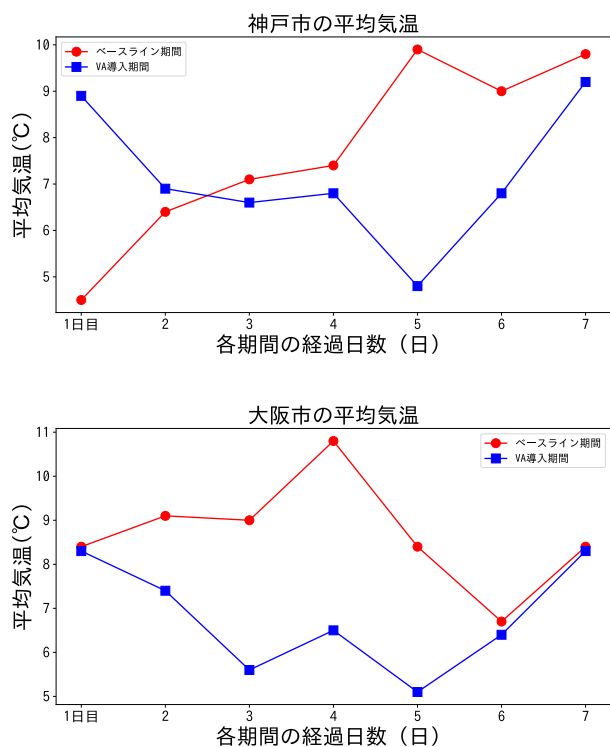 神戸市の平均気温
10
9
8
7
6
5
平均気温(℃)
ベースライン期間
VA導入期間
1日目 2 3 4 5 6 7
各期間の経過日数（日）
大阪市の平均気温
11
10
9
8
7
6
5
平均気温(℃)
ベースライン期間
VA導入期間
1日目 2 3 4 5 6 7
各期間の経過日数（日）